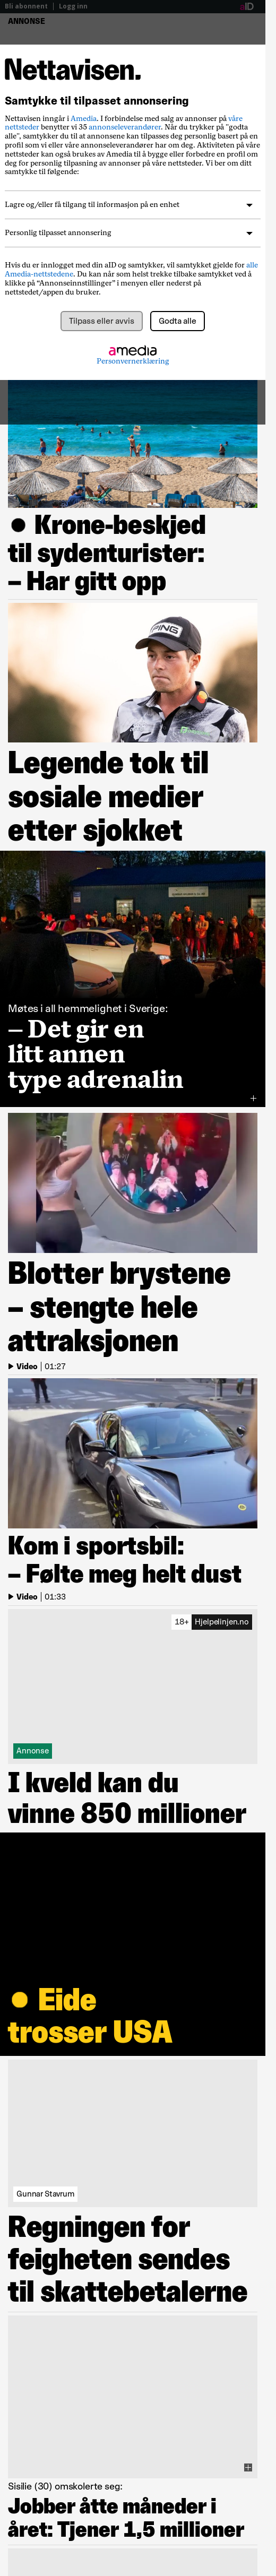 Bli abonnent | Logg inn
aID
ANNONSE
Nettavisen.
Samtykke til tilpasset annonsering
Nettavisen inngår i Amedia. I forbindelse med salg av annonser på våre
nettsteder benytter vi 35 annonseleverandører. Når du trykker på "godta
alle", samtykker du til at annonsene kan tilpasses deg personlig basert på en
profil som vi eller våre annonseleverandører har om deg. Aktiviteten på våre
nettsteder kan også brukes av Amedia til å bygge eller forbedre en profil om
deg for personlig tilpasning av annonser på våre nettsteder. Vi ber om ditt
samtykke til følgende:
Lagre og/eller få tilgang til informasjon på en enhet
Personlig tilpasset annonsering
Hvis du er innlogget med din aID og samtykker, vil samtykket gjelde for alle
Amedia-nettstedene. Du kan når som helst trekke tilbake samtykket ved å
klikke på “Annonseinnstillinger” i menyen eller nederst på
nettstedet/appen du bruker.
Tilpass eller avvis
Godta alle
amedia
Personvernerklæring
● Krone-beskjed
til sydenturister:
– Har gitt opp
PING
Legende tok til
sosiale medier
etter sjokket
Møtes i all hemmelighet i Sverige:
– Det gir en
litt annen
type adrenalin
Blotter brystene
– stengte hele
attraksjonen
Video | 01:27
Kom i sportsbil:
– Følte meg helt dust
Video | 01:33
18+ Hjelpelinjen.no
Annonse
I kveld kan du
vinne 850 millioner
● Eide
trosser USA
Gunnar Stavrum
Regningen for
feigheten sendes
til skattebetalerne
Sisilie (30) omskolerte seg:
Jobber åtte måneder i
året: Tjener 1,5 millioner